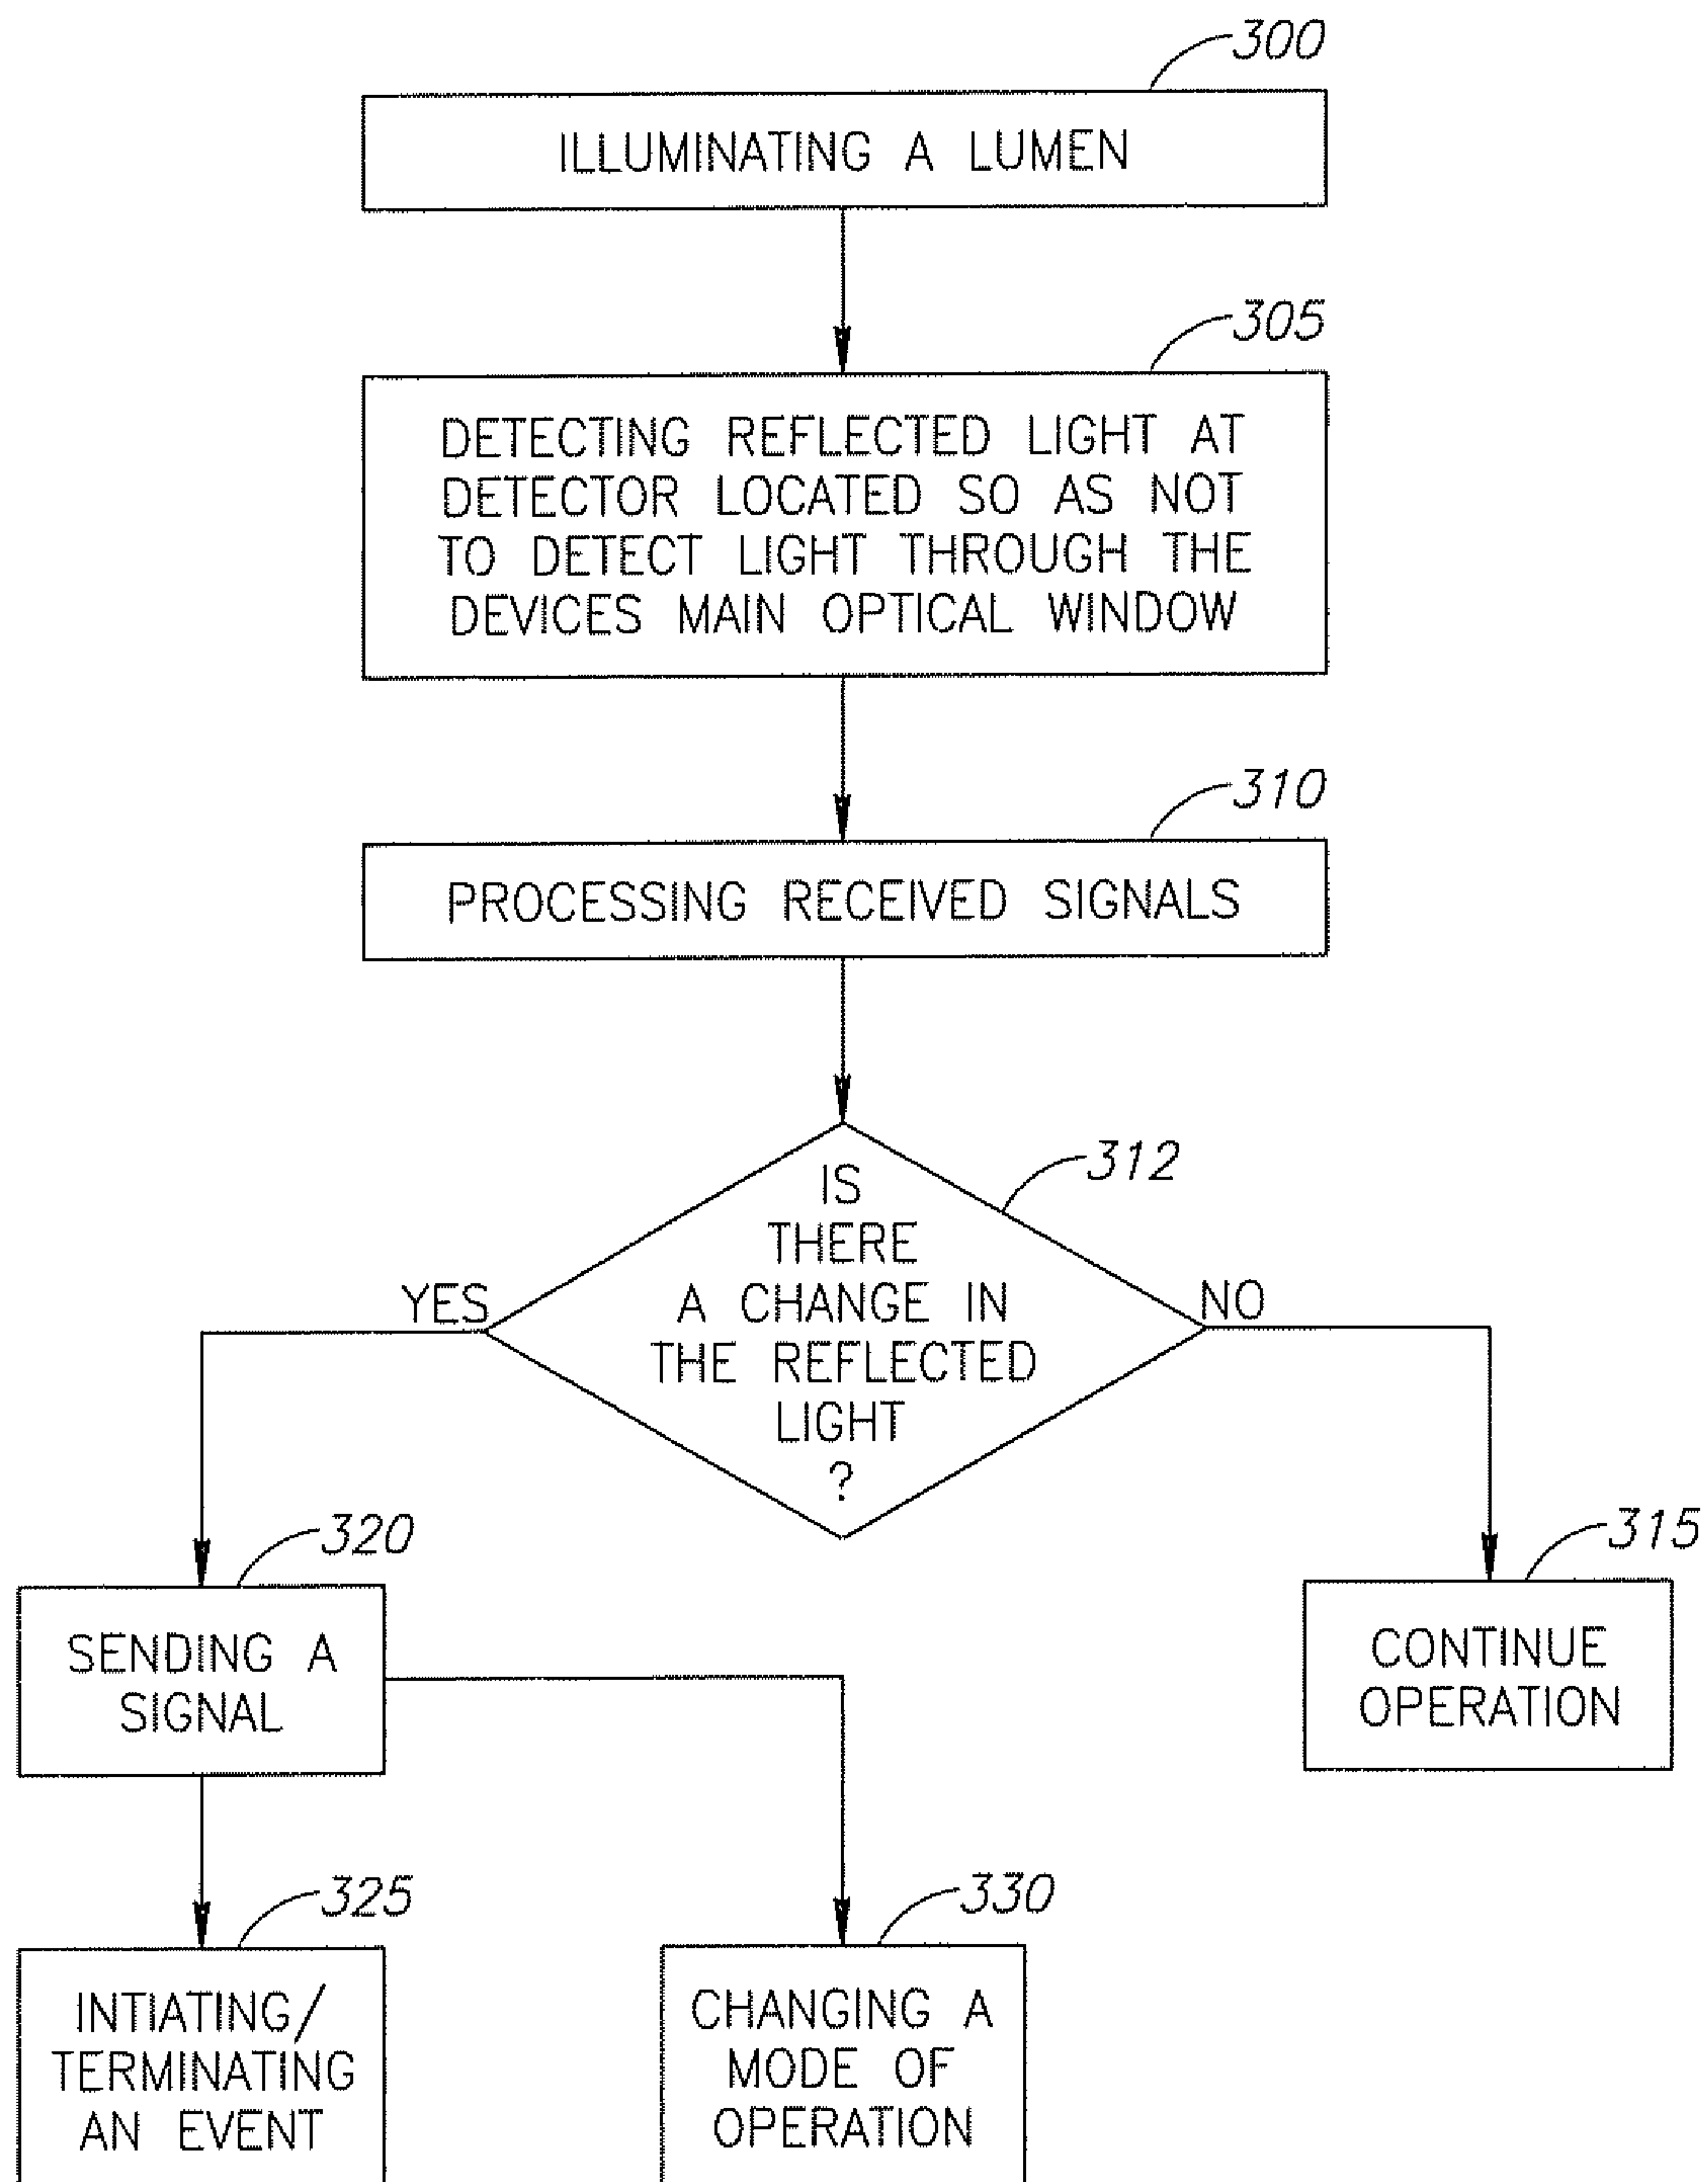 300
ILLUMINATING A LUMEN
305
DETECTING REFLECTED LIGHT AT
DETECTOR LOCATED SO AS NOT
TO DETECT LIGHT THROUGH THE
DEVICES MAIN OPTICAL WINDOW
310
PROCESSING RECEIVED SIGNALS
312
IS
THERE
A CHANGE IN
THE REFLECTED
LIGHT
?
YES
NO
320
SENDING A
SIGNAL
315
CONTINUE
OPERATION
325
INTIATING/
TERMINATING
AN EVENT
330
CHANGING A
MODE OF
OPERATION